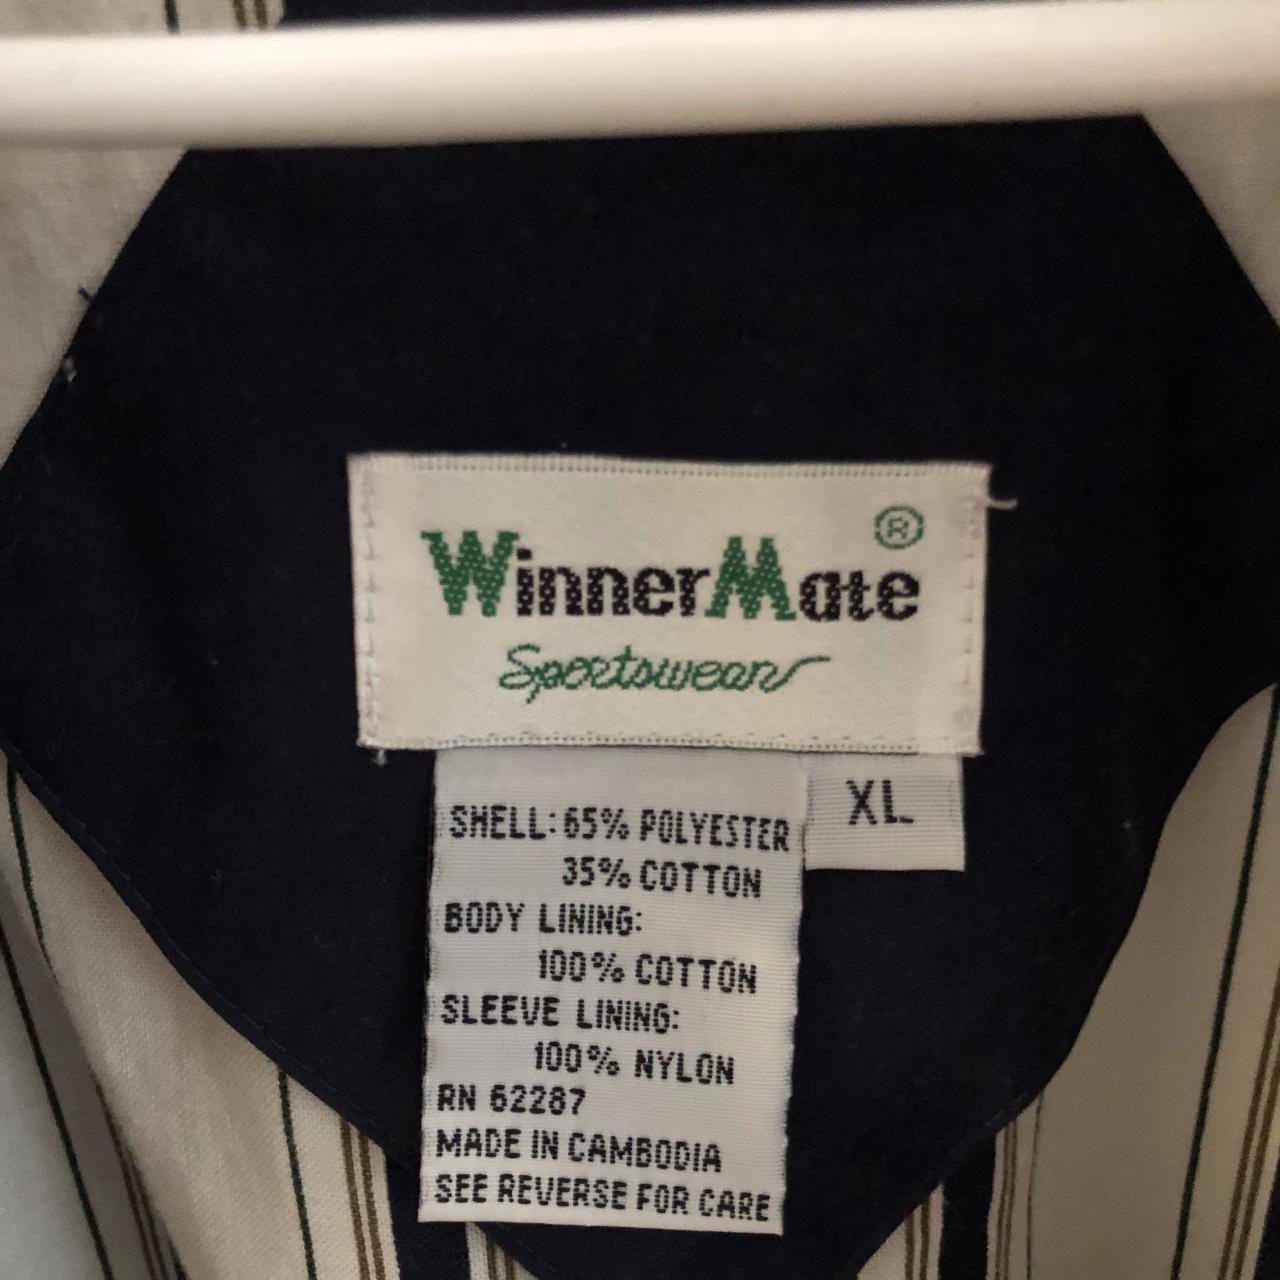 WinnerMate ®
Sportswear
XL
SHELL: 65% POLYESTER
35% COTTON
BODY LINING:
100% COTTON
SLEEVE LINING:
100% NYLON
RN 62287
MADE IN CAMBODIA
SEE REVERSE FOR CARE